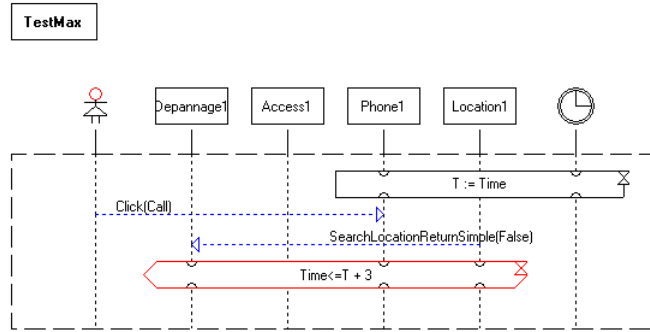 TestMax
Depannage1 Access1 Phone1 Location1
T := Time
Click(Call)
SearchLocationReturnSimple(False)
Time<=T + 3